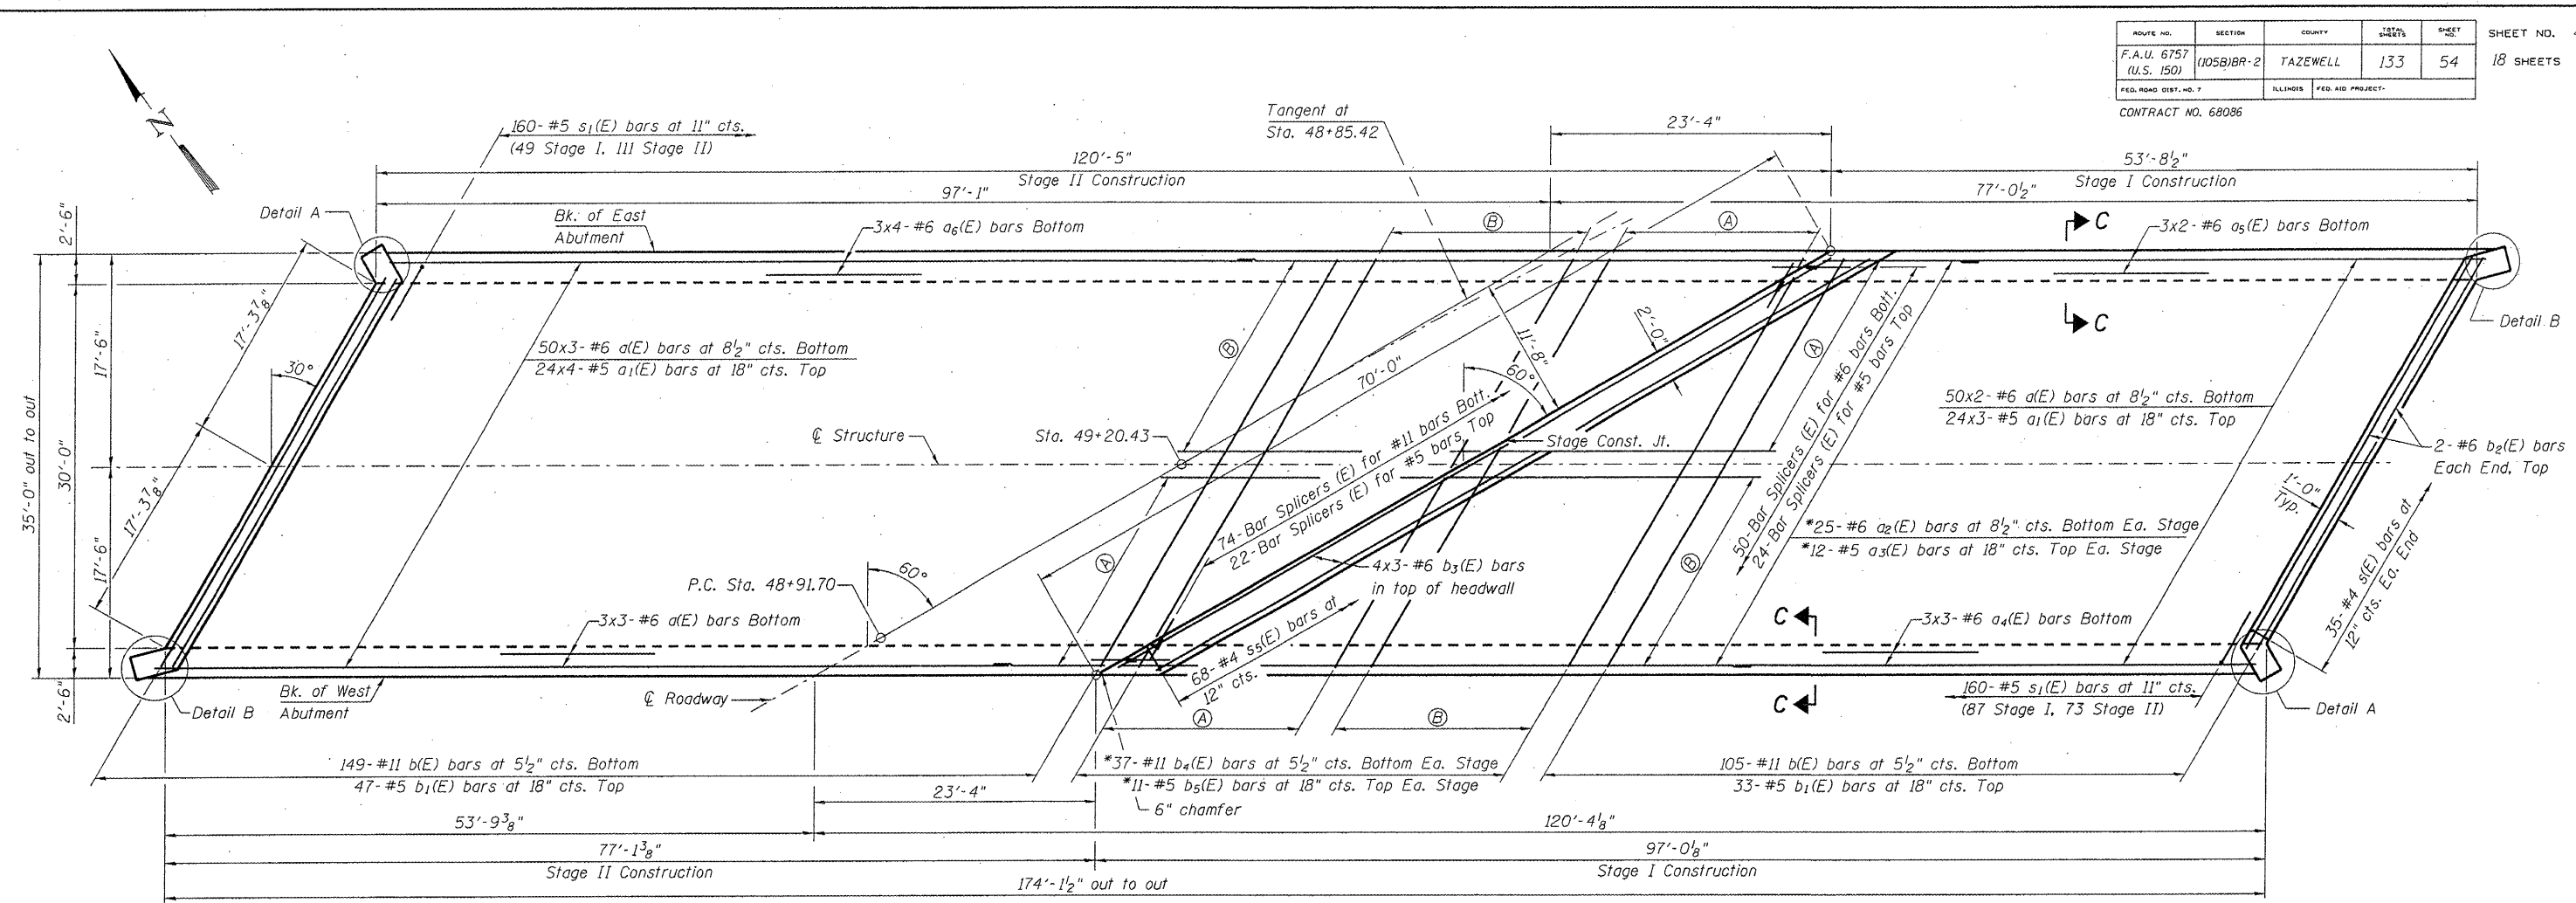 ROUTE NO. SECTION COUNTY TOTAL SHEETS SHEET NO.
F.A.U. 6757 (U.S. 150) (105B)BR-2 TAZEWELL 133 54
FED. ROAD DIST. NO. 7 ILLINOIS FED. AID PROJECT-
SHEET NO.
18 SHEETS
CONTRACT NO. 68086
N
160- #5 s1(E) bars at 11" cts.
(49 Stage I, 111 Stage II)
Tangent at
Sta. 48+85.42
23'-4"
120'-5"
Stage II Construction
53'-8½"
Stage I Construction
97'-1"
77'-0½"
Detail A
Bk. of East
Abutment
3x4- #6 a6(E) bars Bottom
B
A
C
3x2- #6 a5(E) bars Bottom
C
Detail B
2'-6"
17'-6"
30'-0"
35'-0" out to out
17'-6"
2'-6"
17'-3⅞"
17'-3⅞"
30°
50x3- #6 a(E) bars at 8½" cts. Bottom
24x4- #5 a1(E) bars at 18" cts. Top
B
70'-0"
11'-8"
2'-0"
60°
A
50-Bar Splicers (E) for #6 bars Bott.
24-Bar Splicers (E) for #5 bars Top
50x2- #6 a(E) bars at 8½" cts. Bottom
24x3- #5 a1(E) bars at 18" cts. Top
℄ Structure
Sta. 49+20.43
Stage Const. Jt.
74-Bar Splicers (E) for #11 bars Bott.
22-Bar Splicers (E) for #5 bars Top
2- #6 b2(E) bars
Each End, Top
1'-0"
Typ.
*25- #6 a2(E) bars at 8½" cts. Bottom Ea. Stage
*12- #5 a3(E) bars at 18" cts. Top Ea. Stage
A
B
P.C. Sta. 48+91.70
60°
4x3- #6 b3(E) bars
in top of headwall
35- #4 s(E) bars at
12" cts. Ea. End
3x3- #6 a(E) bars Bottom
C
3x3- #6 a4(E) bars Bottom
68- #4 ss(E) bars at
12" cts.
Detail B
Bk. of West
Abutment
℄ Roadway
C
160- #5 s1(E) bars at 11" cts.
(87 Stage I, 73 Stage II)
Detail A
A
B
149- #11 b(E) bars at 5½" cts. Bottom
47- #5 b1(E) bars at 18" cts. Top
*37- #11 b4(E) bars at 5½" cts. Bottom Ea. Stage
*11- #5 b5(E) bars at 18" cts. Top Ea. Stage
6" chamfer
105- #11 b(E) bars at 5½" cts. Bottom
33- #5 b1(E) bars at 18" cts. Top
23'-4"
53'-9⅜"
120'-4⅛"
77'-1⅜"
Stage II Construction
97'-0⅛"
Stage I Construction
174'-1½" out to out